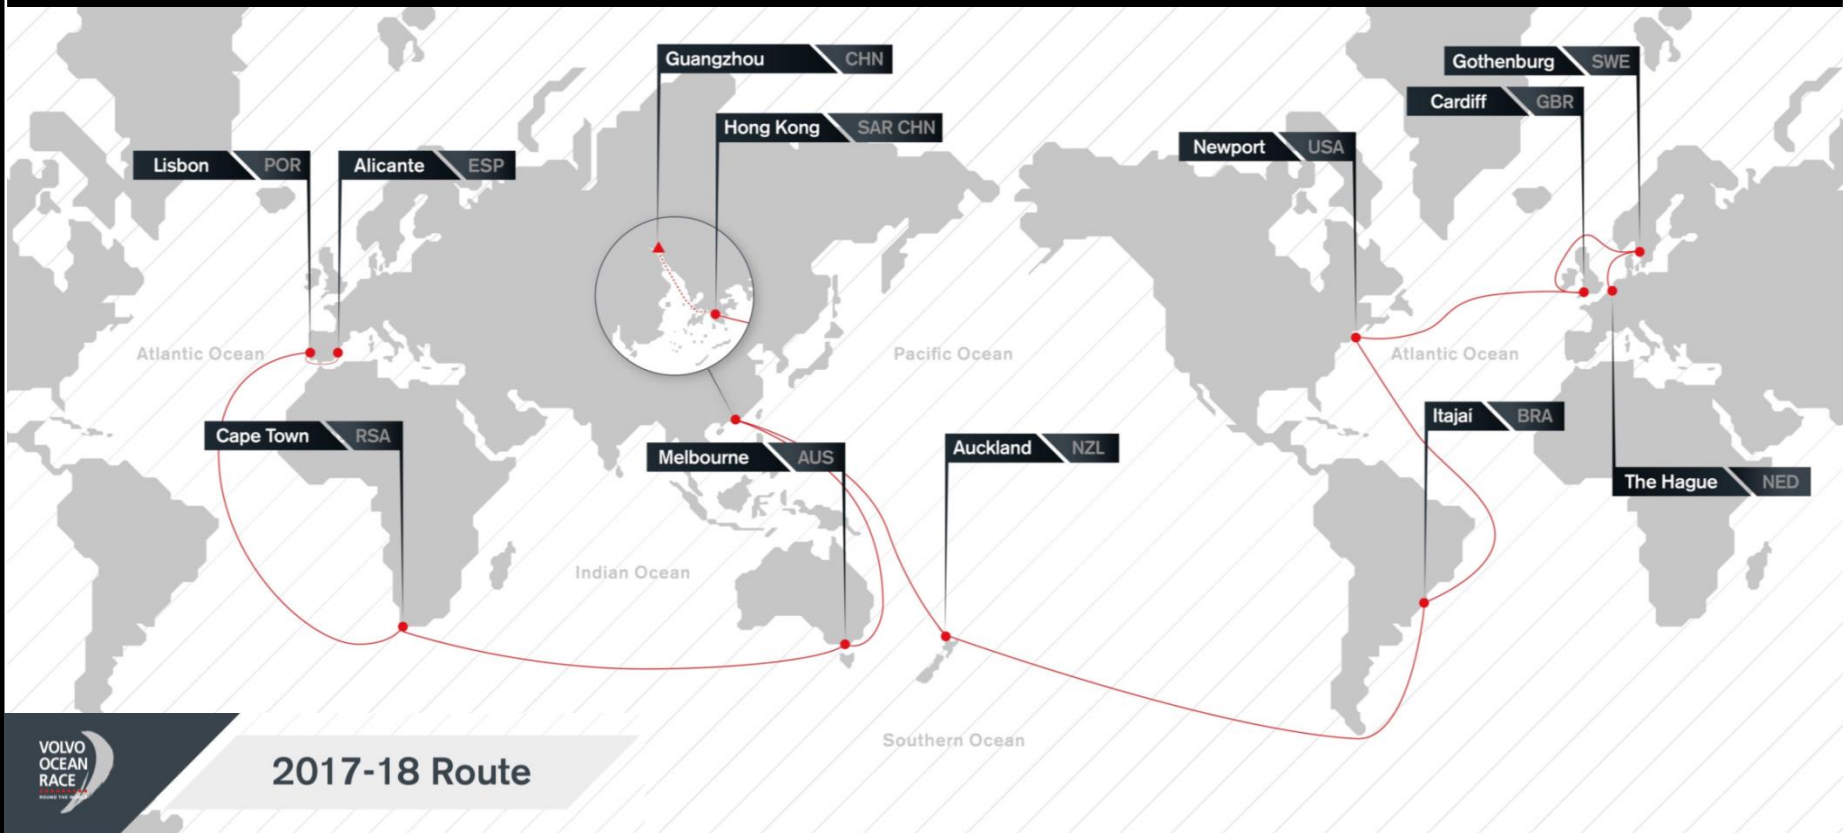 Guangzhou CHN
Gothenburg SWE
Cardiff GBR
Hong Kong SAR CHN
Newport USA
Lisbon POR
Alicante ESP
Atlantic Ocean
Pacific Ocean
Atlantic Ocean
Itajaí BRA
Cape Town RSA
Melbourne AUS
Auckland NZL
The Hague NED
Indian Ocean
Southern Ocean
VOLVO
OCEAN
RACE
2017-18 Route